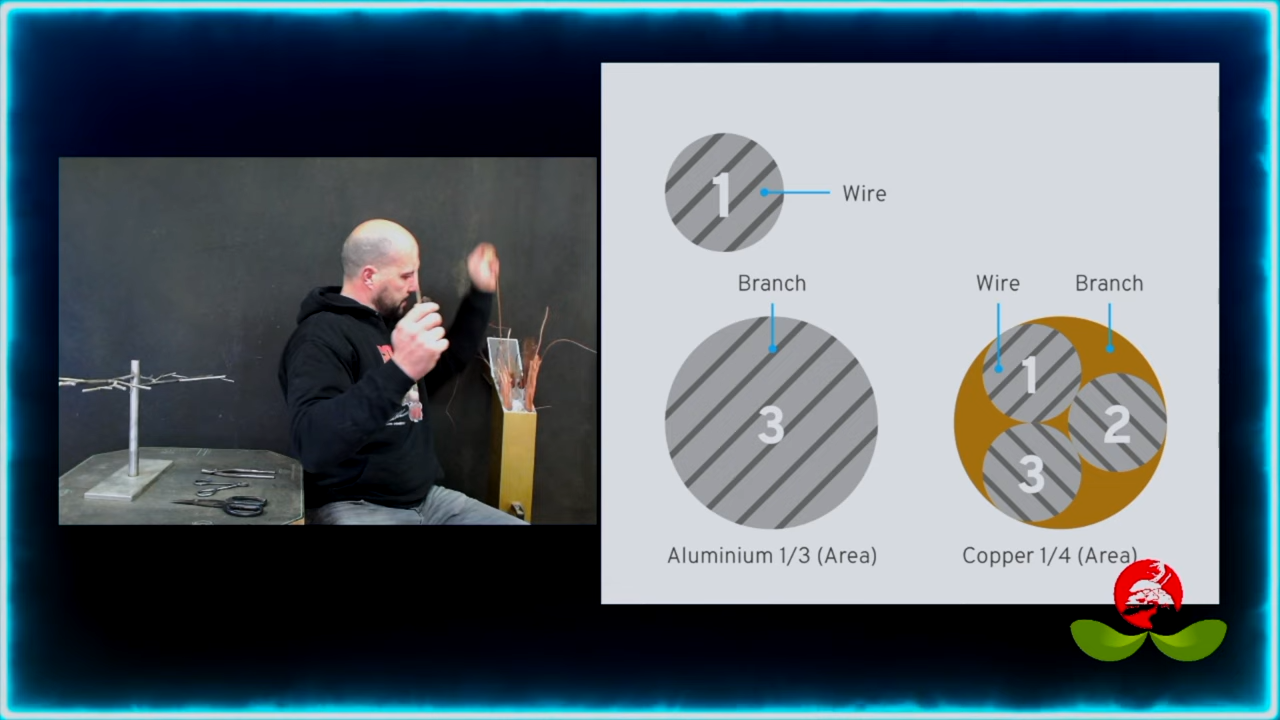 1
Wire
Branch
Wire
Branch
3
1
2
3
Aluminium 1/3 (Area)
Copper 1/4 (Area)